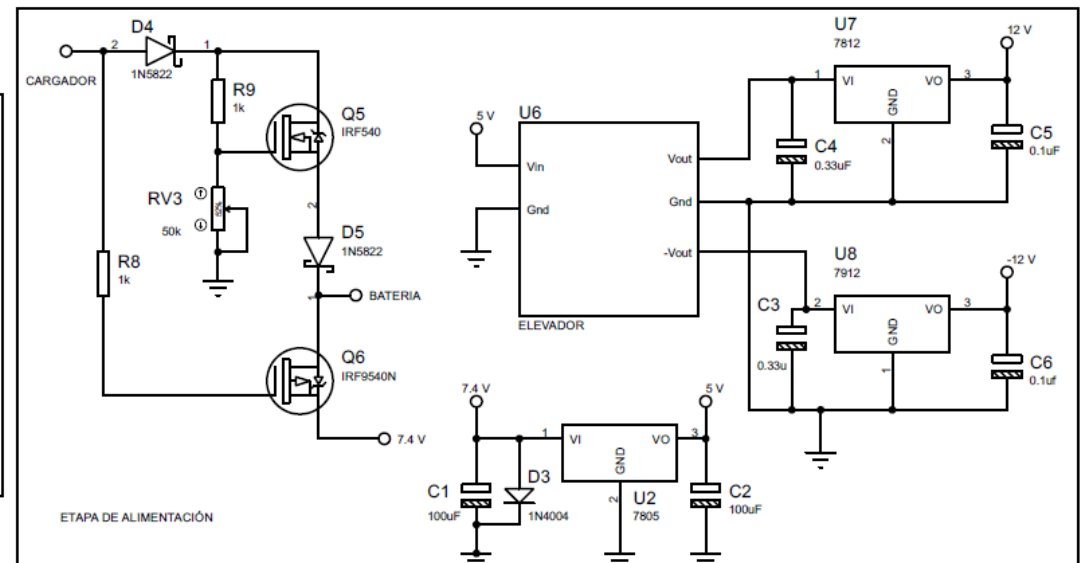 D4
2
1
1N5822
CARGADOR
R9
1k
Q5
IRF540
RV3
52%
50k
2
D5
1N5822
1
BATERIA
R8
1k
Q6
IRF9540N
7.4 V
ETAPA DE ALIMENTACIÓN
5 V
U6
Vin
Gnd
Vout
Gnd
-Vout
ELEVADOR
U7
7812
12 V
1
VI
VO
3
GND
2
C4
0.33uF
C5
0.1uF
U8
7912
-12 V
C3
0.33u
2
VI
VO
3
GND
1
C6
0.1uf
7.4 V
5 V
1
VI
VO
3
GND
2
C1
100uF
D3
1N4004
U2
7805
C2
100uF